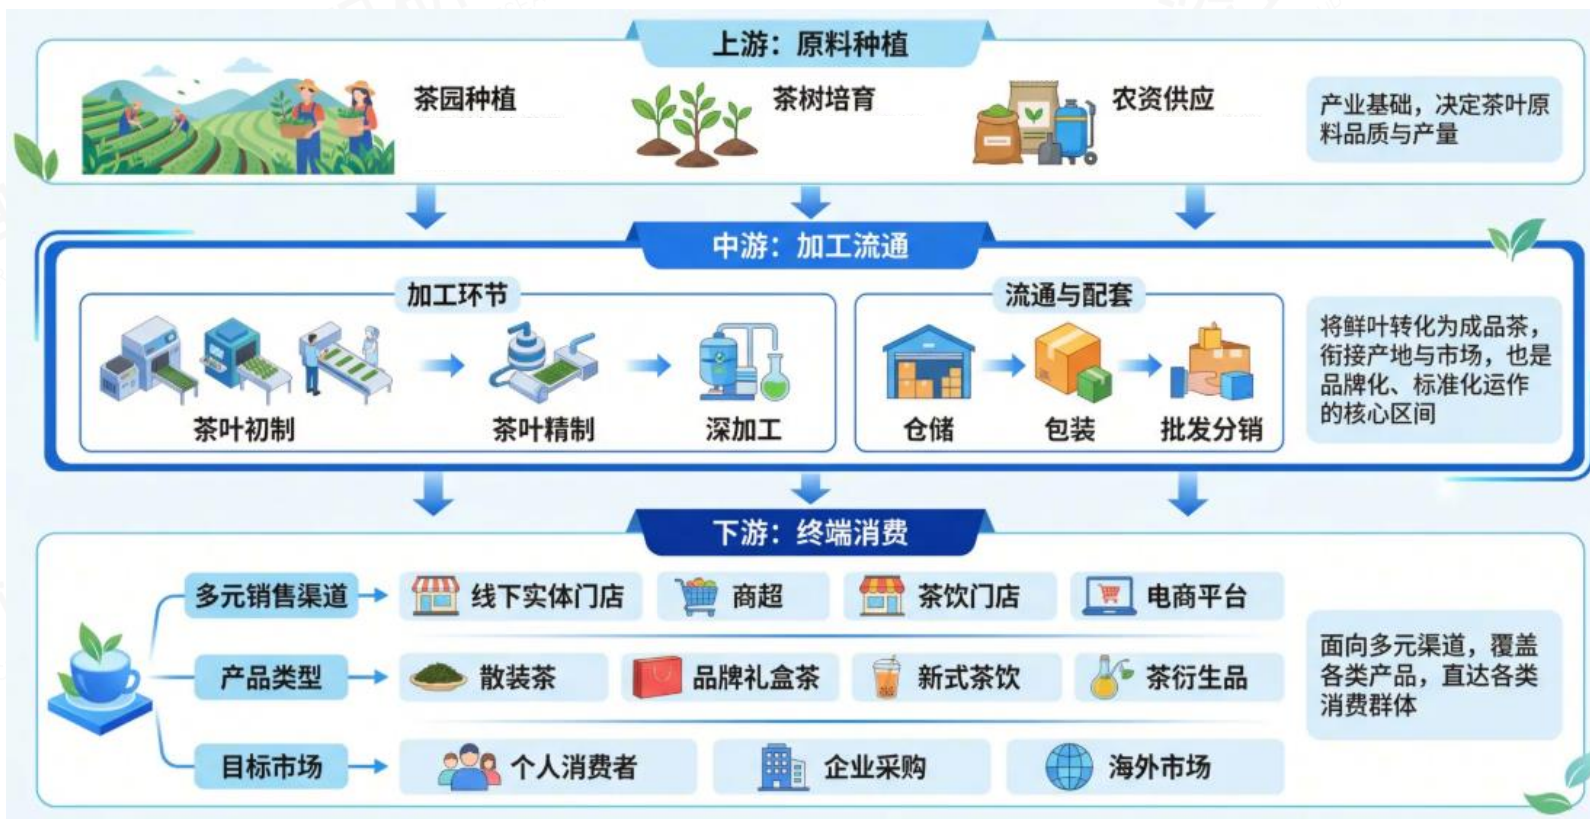 上游：原料种植
茶园种植
茶树培育
农资供应
产业基础，决定茶叶原
料品质与产量
中游：加工流通
加工环节
茶叶初制
茶叶精制
深加工
流通与配套
仓储
包装
批发分销
将鲜叶转化为成品茶，
衔接产地与市场，也是
品牌化、标准化运作
的核心区间
下游：终端消费
多元销售渠道
线下实体门店
商超
茶饮门店
电商平台
产品类型
散装茶
品牌礼盒茶
新式茶饮
茶衍生品
目标市场
个人消费者
企业采购
海外市场
面向多元渠道，覆盖
各类产品，直达各类
消费群体